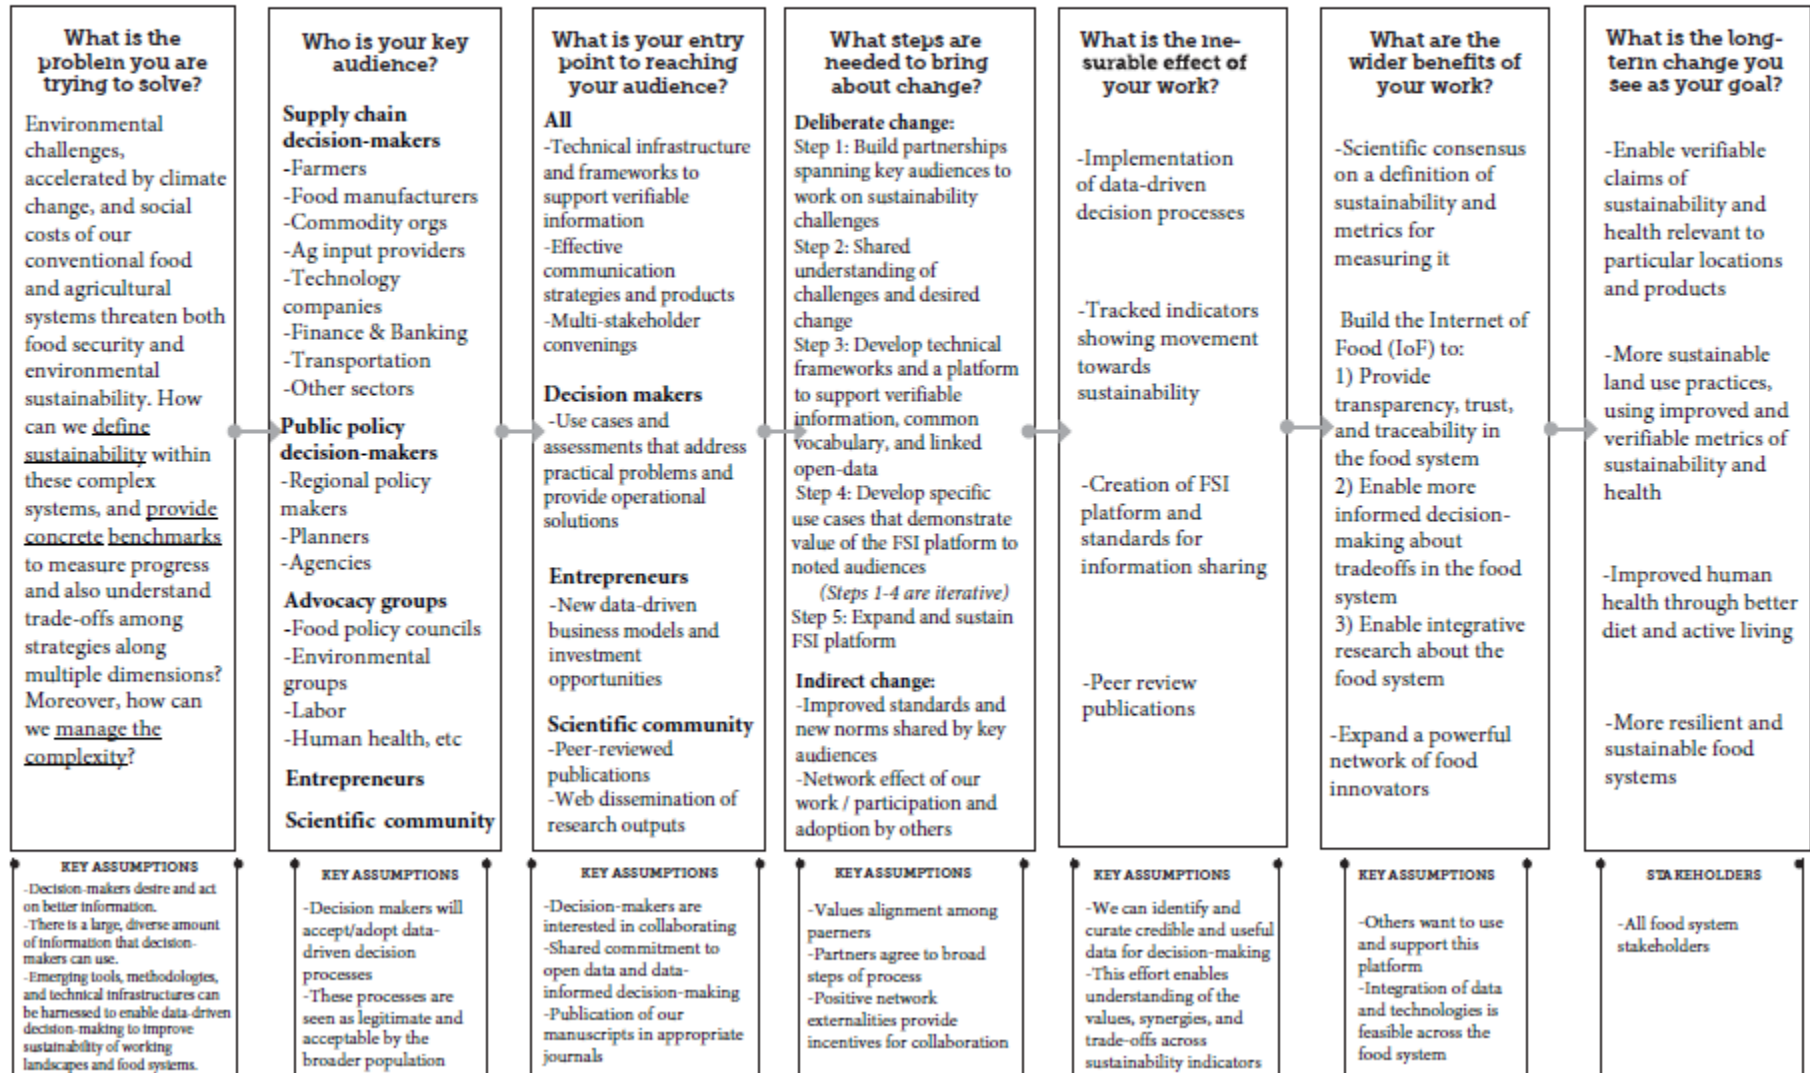 What is the
problem you are
trying to solve?
Environmental
challenges,
accelerated by climate
change, and social
costs of our
conventional food
and agricultural
systems threaten both
food security and
environmental
sustainability. How
can we define
sustainability within
these complex
systems, and provide
concrete benchmarks
to measure progress
and also understand
trade-offs among
strategies along
multiple dimensions?
Moreover, how can
we manage the
complexity?
KEY ASSUMPTIONS
-Decision-makers desire and act
on better information.
-There is a large, diverse amount
of information that decision-
makers can use.
-Emerging tools, methodologies,
and technical infrastructures can
be harnessed to enable data-driven
decision-making to improve
sustainability of working
landscapes and food systems.
Who is your key
audience?
Supply chain
decision-makers
-Farmers
-Food manufacturers
-Commodity orgs
-Ag input providers
-Technology
companies
-Finance & Banking
-Transportation
-Other sectors
Public policy
decision-makers
-Regional policy
makers
-Planners
-Agencies
Advocacy groups
-Food policy councils
-Environmental
groups
-Labor
-Human health, etc
Entrepreneurs
Scientific community
KEY ASSUMPTIONS
-Decision makers will
accept/adopt data-
driven decision
processes
-These processes are
seen as legitimate and
acceptable by the
broader population
What is your entry
point to reaching
your audience?
All
-Technical infrastructure
and frameworks to
support verifiable
information
-Effective
communication
strategies and products
-Multi-stakeholder
convenings
Decision makers
-Use cases and
assessments that address
practical problems and
provide operational
solutions
Entrepreneurs
-New data-driven
business models and
investment
opportunities
Scientific community
-Peer-reviewed
publications
-Web dissemination of
research outputs
KEY ASSUMPTIONS
-Decision-makers are
interested in collaborating
-Shared commitment to
open data and data-
informed decision-making
-Publication of our
manuscripts in appropriate
journals
What steps are
needed to bring
about change?
Deliberate change:
Step 1: Build partnerships
spanning key audiences to
work on sustainability
challenges
Step 2: Shared
understanding of
challenges and desired
change
Step 3: Develop technical
frameworks and a platform
to support verifiable
information, common
vocabulary, and linked
open-data
Step 4: Develop specific
use cases that demonstrate
value of the FSI platform to
noted audiences
(Steps 1-4 are iterative)
Step 5: Expand and sustain
FSI platform
Indirect change:
-Improved standards and
new norms shared by key
audiences
-Network effect of our
work / participation and
adoption by others
KEY ASSUMPTIONS
-Values alignment among
paerners
-Partners agree to broad
steps of process
-Positive network
externalities provide
incentives for collaboration
What is the me-
surable effect of
your work?
-Implementation
of data-driven
decision processes
-Tracked indicators
showing movement
towards
sustainability
-Creation of FSI
platform and
standards for
information sharing
-Peer review
publications
KEY ASSUMPTIONS
-We can identify and
curate credible and useful
data for decision-making
-This effort enables
understanding of the
values, synergies, and
trade-offs across
sustainability indicators
What are the
wider benefits of
your work?
-Scientific consensus
on a definition of
sustainability and
metrics for
measuring it
Build the Internet of
Food (IoF) to:
1) Provide
transparency, trust,
and traceability in
the food system
2) Enable more
informed decision-
making about
tradeoffs in the food
system
3) Enable integrative
research about the
food system
-Expand a powerful
network of food
innovators
KEY ASSUMPTIONS
-Others want to use
and support this
platform
-Integration of data
and technologies is
feasible across the
food system
What is the long-
term change you
see as your goal?
-Enable verifiable
claims of
sustainability and
health relevant to
particular locations
and products
-More sustainable
land use practices,
using improved and
verifiable metrics of
sustainability and
health
-Improved human
health through better
diet and active living
-More resilient and
sustainable food
systems
STAKEHOLDERS
-All food system
stakeholders